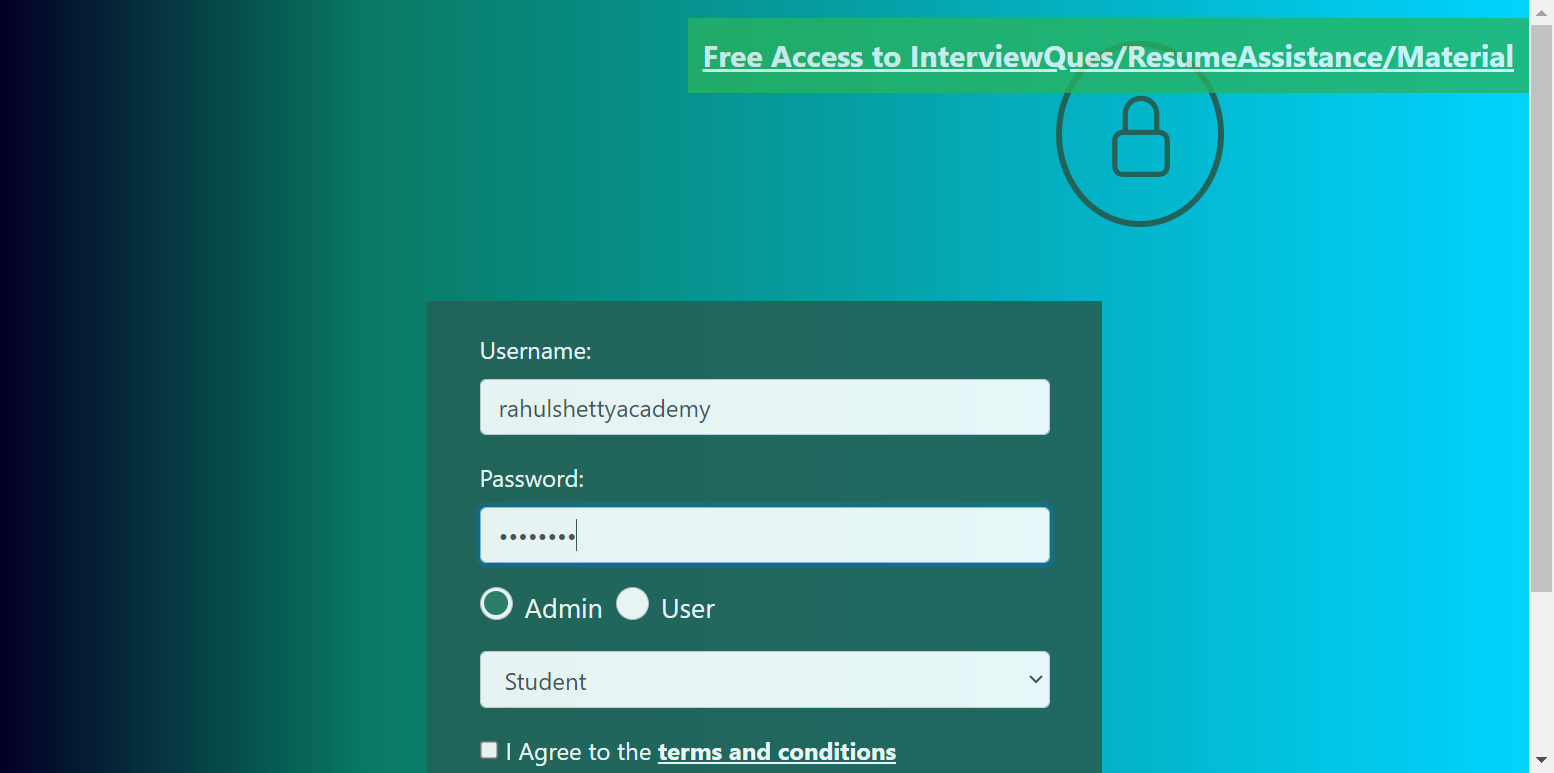 Free Access to InterviewQues/ResumeAssistance/Material
Username:
rahulshettyacademy
Password:
••••••••
Admin User
Student
I Agree to the terms and conditions